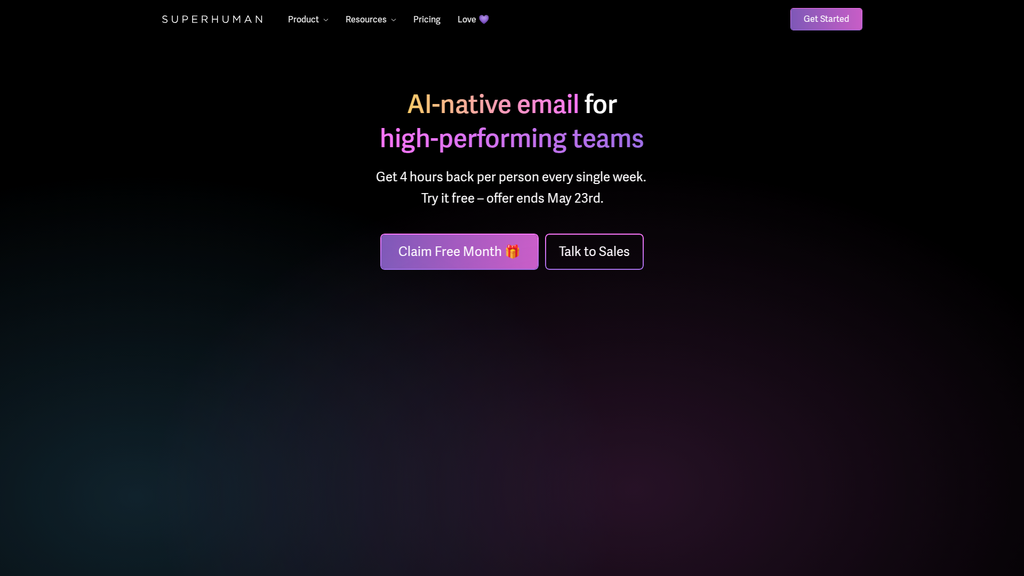 SUPERHUMAN Product Resources Pricing Love 💜 Get Started
AI-native email for
high-performing teams
Get 4 hours back per person every single week.
Try it free – offer ends May 23rd.
Claim Free Month 🎁 Talk to Sales